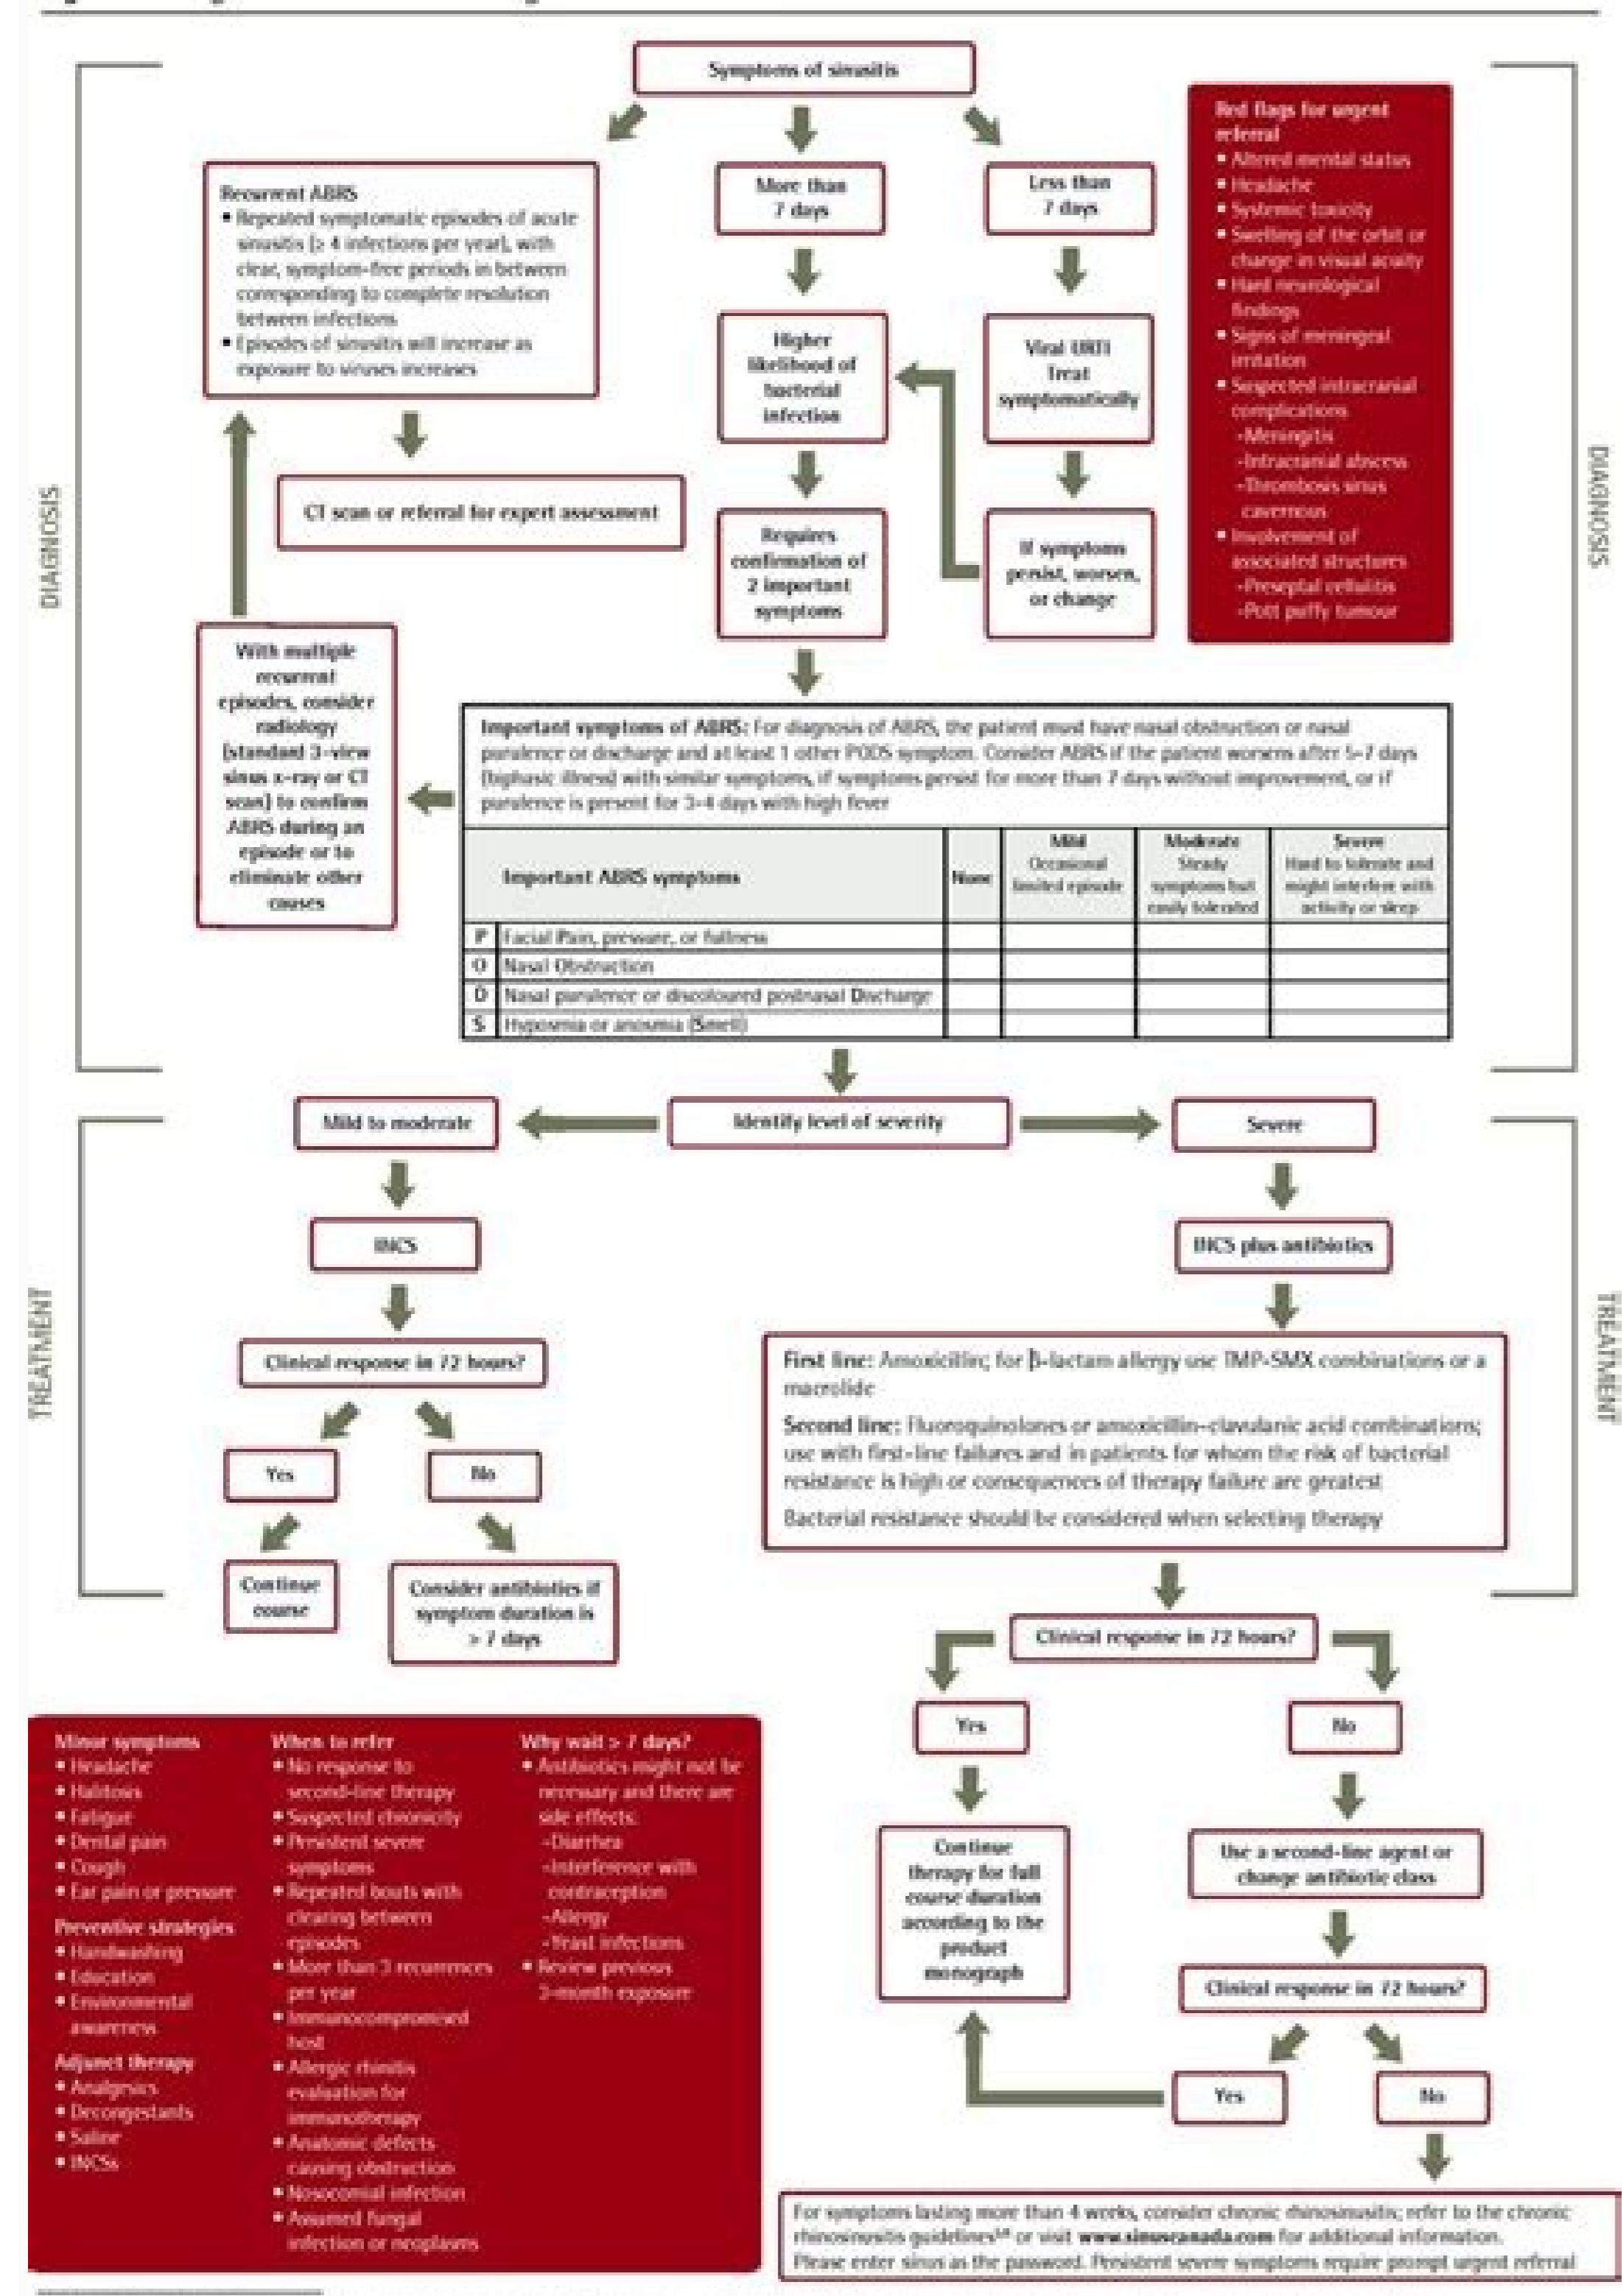 Symptoms of sinusitis
Recurrent ABRS
• Repeated symptomatic episodes of acute
sinusitis (≥ 4 infections per year), with
clear, symptom-free periods in between
corresponding to complete resolution
between infections
• Episodes of sinusitis will increase as
exposure to viruses increases
More than
7 days
Less than
7 days
Red flags for urgent
referral
• Altered mental status
• Headache
• Systemic toxicity
• Swelling of the orbit or
change in visual acuity
• Hard neurological
findings
• Signs of meningeal
irritation
• Suspected intracranial
complications
-Meningitis
-Intracranial abscess
-Thrombosis sinus
cavernous
• Involvement of
associated structures
-Preseptal cellulitis
-Pott puffy tumour
DIAGNOSIS
DIAGNOSIS
Higher
likelihood of
bacterial
infection
Viral URTI
Treat
symptomatically
CT scan or referral for expert assessment
Requires
confirmation of
2 important
symptoms
If symptoms
persist, worsen,
or change
With multiple
recurrent
episodes, consider
radiology
(standard 3-view
sinus x-ray or CT
scan) to confirm
ABRS during an
episode or to
eliminate other
causes
Important symptoms of ABRS: For diagnosis of ABRS, the patient must have nasal obstruction or nasal
purulence or discharge and at least 1 other PODS symptom. Consider ABRS if the patient worsens after 5-7 days
(biphasic illness) with similar symptoms, if symptoms persist for more than 7 days without improvement, or if
purulence is present for 3-4 days with high fever
Important ABRS symptoms
None
Mild
Occasional
limited episode
Moderate
Steady
symptoms but
easily tolerated
Severe
Hard to tolerate and
might interfere with
activity or sleep
P Facial Pain, pressure, or fullness
O Nasal Obstruction
D Nasal purulence or discoloured postnasal Discharge
S Hyposmia or anosmia (Smell)
Mild to moderate
Identify level of severity
Severe
INCS
INCS plus antibiotics
TREATMENT
TREATMENT
Clinical response in 72 hours?
Yes
No
Continue
course
Consider antibiotics if
symptom duration is
> 7 days
First line: Amoxicillin; for β-lactam allergy use TMP-SMX combinations or a
macrolide
Second line: Fluoroquinolones or amoxicillin-clavulanic acid combinations;
use with first-line failures and in patients for whom the risk of bacterial
resistance is high or consequences of therapy failure are greatest
Bacterial resistance should be considered when selecting therapy
Clinical response in 72 hours?
Yes
No
Continue
therapy for full
course duration
according to the
product
monograph
Use a second-line agent or
change antibiotic class
Clinical response in 72 hours?
Yes
No
For symptoms lasting more than 4 weeks, consider chronic rhinosinusitis; refer to the chronic
rhinosinusitis guidelines or visit www.sinuscanada.com for additional information.
Please enter sinus as the password. Persistent severe symptoms require prompt urgent referral
Minor symptoms
• Headache
• Halitosis
• Fatigue
• Dental pain
• Cough
• Ear pain or pressure
Preventive strategies
• Handwashing
• Education
• Environmental
awareness
Adjunct therapy
• Analgesics
• Decongestants
• Saline
• INCSs
When to refer
• No response to
second-line therapy
• Suspected chronicity
• Persistent severe
symptoms
• Repeated bouts with
clearing between
episodes
• More than 3 recurrences
per year
• Immunocompromised
host
• Allergic rhinitis
evaluation for
immunotherapy
• Anatomic defects
causing obstruction
• Nosocomial infection
• Assumed fungal
infection or neoplasms
Why wait > 7 days?
• Antibiotics might not be
necessary and there are
side effects:
-Diarrhea
-Interference with
contraception
-Allergy
-Yeast infections
• Review previous
3-month exposure